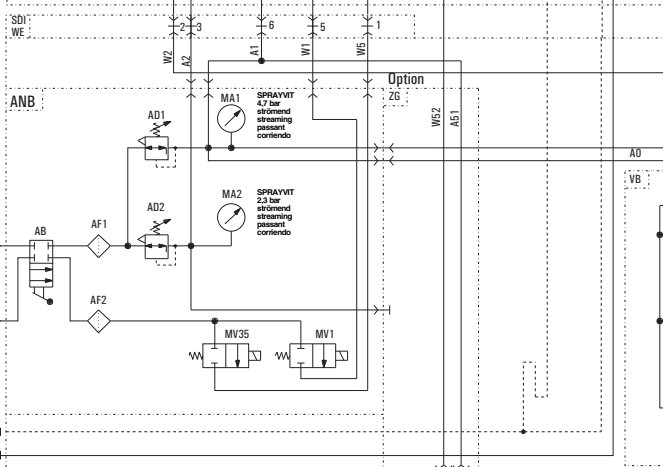 SDI
WE
2
3
6
5
1
W2
A2
A1
W1
W5
Option
ZG
ANB
MA1
SPRAYVIT
4,7 bar
strömend
streaming
passant
corriendo
AD1
W52
A51
A0
VB
MA2
SPRAYVIT
2,3 bar
strömend
streaming
passant
corriendo
AD2
AB
AF1
AF2
MV35
MV1